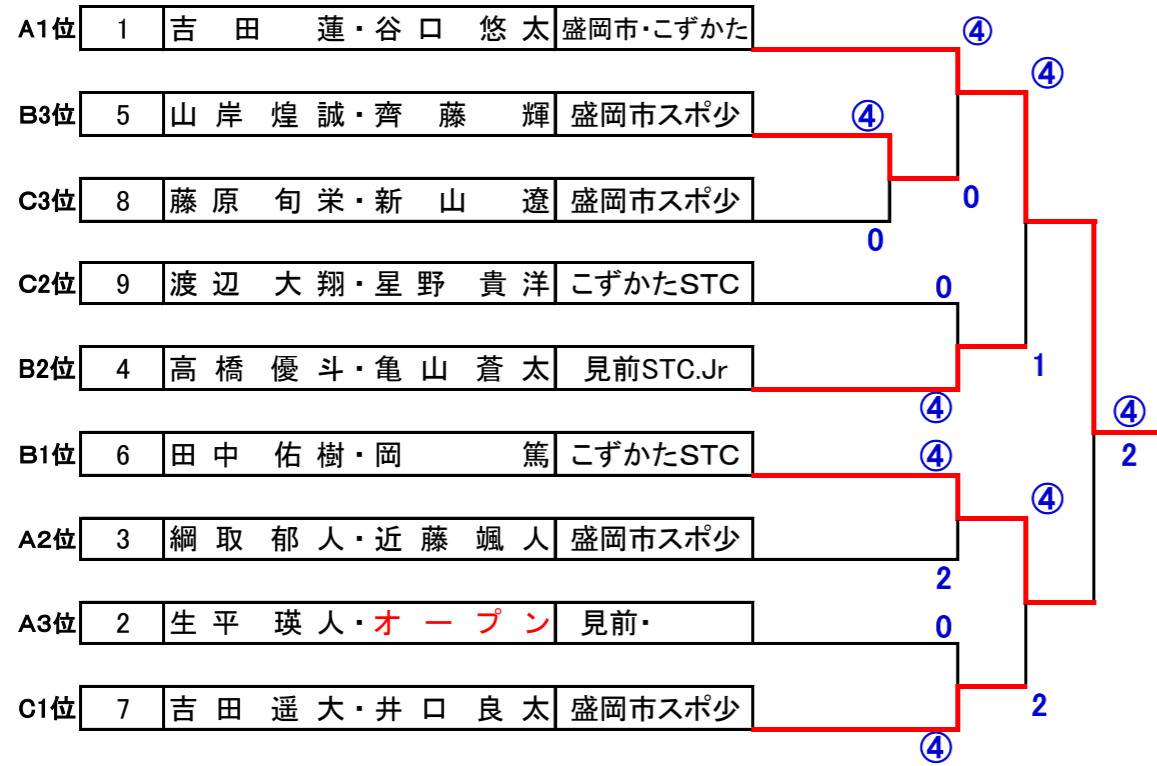 A1位 1 吉田 蓮・谷口 悠太 盛岡市・こずかた
④
④
B3位 5 山岸 煌誠・齊藤 輝 盛岡市スポ少
④
C3位 8 藤原 旬栄・新山 遼 盛岡市スポ少
0
0
C2位 9 渡辺 大翔・星野 貴洋 こずかたSTC
0
B2位 4 高橋 優斗・亀山 蒼太 見前STC.Jr
1
④
④
2
B1位 6 田中 佑樹・岡 篤 こずかたSTC
④
④
A2位 3 綱取 郁人・近藤 颯人 盛岡市スポ少
2
A3位 2 生平 瑛人・オープン 見前・
0
C1位 7 吉田 遥大・井口 良太 盛岡市スポ少
2
④